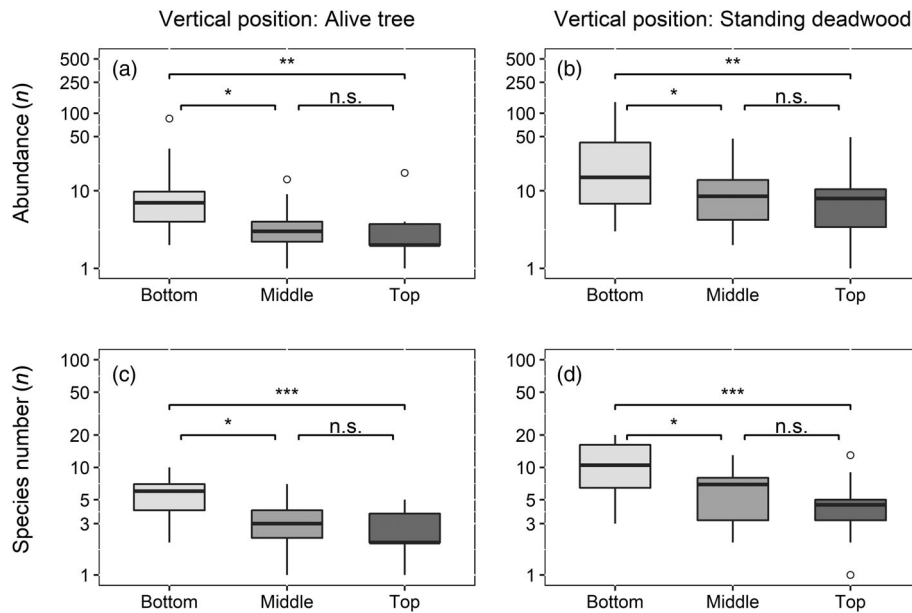 Vertical position: Alive tree
Vertical position: Standing deadwood
Abundance (n)
(a)
500
250
100
50
10
1
**
*
n.s.
Bottom Middle Top
(b)
500
250
100
50
10
1
**
*
n.s.
Bottom Middle Top
Species number (n)
(c)
100
50
20
10
5
3
1
***
*
n.s.
Bottom Middle Top
(d)
100
50
20
10
5
3
1
***
*
n.s.
Bottom Middle Top